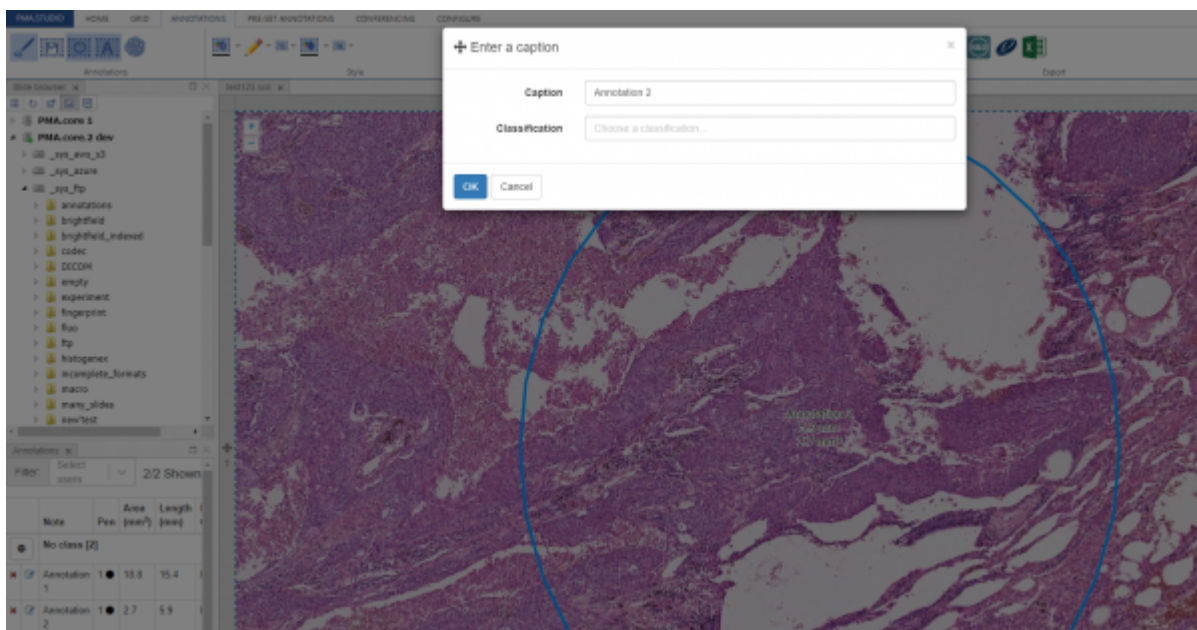 PMA.STUDIO HOME GRID ANNOTATIONS PRE-SET ANNOTATIONS CONFERENCING CONFIGURE
Enter a caption ×
Annotations Style Export
Slide browser × test123.scn ×
Caption Annotation 2
Classification Choose a classification...
OK Cancel
PMA.core 1
PMA.core.2 dev
_sys_aws_s3
_sys_azure
_sys_ftp
annotations
brightfield
brightfield_indexed
codec
DICOM
empty
experiment
fingerprint
fluo
ftp
histogenex
incomplete_formats
macro
many_slides
new'test
Annotations ×
Filter: Select users 2/2 Shown
Note Pen Area (mm²) Length (mm)
No class [2]
Annotation 1 1 18.8 15.4
Annotation 2 1 2.7 5.9